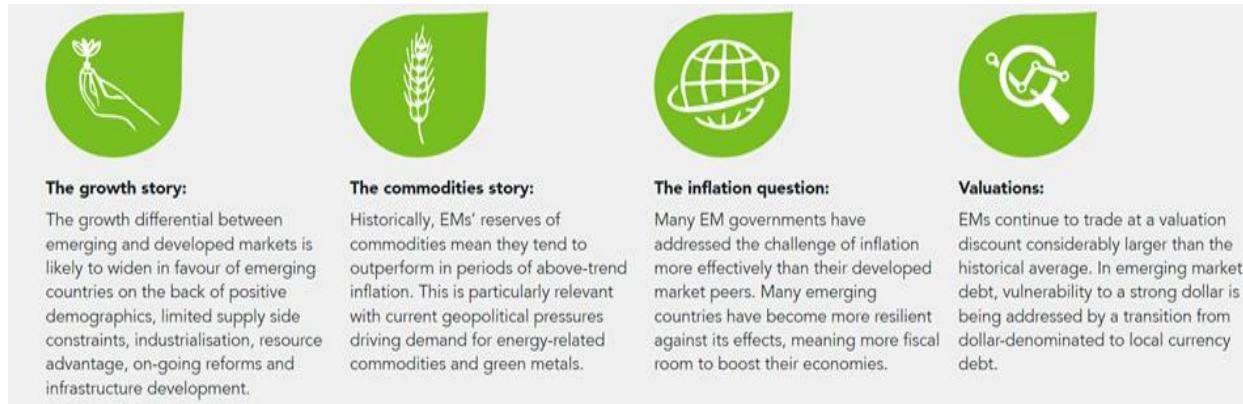 The growth story:
The growth differential between
emerging and developed markets is
likely to widen in favour of emerging
countries on the back of positive
demographics, limited supply side
constraints, industrialisation, resource
advantage, on-going reforms and
infrastructure development.
The commodities story:
Historically, EMs’ reserves of
commodities mean they tend to
outperform in periods of above-trend
inflation. This is particularly relevant
with current geopolitical pressures
driving demand for energy-related
commodities and green metals.
The inflation question:
Many EM governments have
addressed the challenge of inflation
more effectively than their developed
market peers. Many emerging
countries have become more resilient
against its effects, meaning more fiscal
room to boost their economies.
Valuations:
EMs continue to trade at a valuation
discount considerably larger than the
historical average. In emerging market
debt, vulnerability to a strong dollar is
being addressed by a transition from
dollar-denominated to local currency
debt.